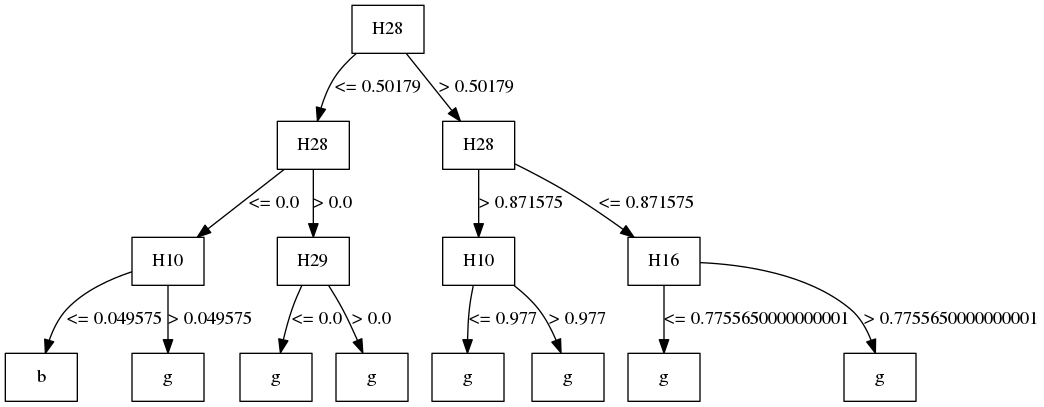 H28
<= 0.50179
> 0.50179
H28
H28
<= 0.0
> 0.0
> 0.871575
<= 0.871575
H10
H29
H10
H16
<= 0.049575
> 0.049575
<= 0.0
> 0.0
<= 0.977
> 0.977
<= 0.7755650000000001
> 0.7755650000000001
b
g
g
g
g
g
g
g